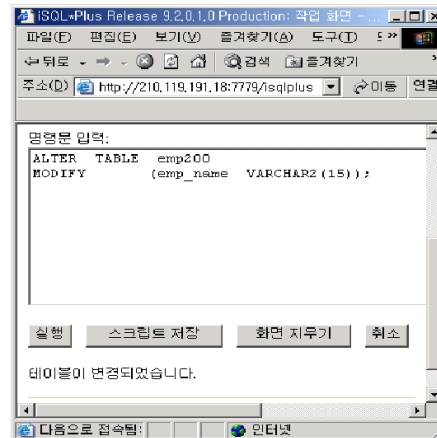 iSQL*Plus Release 9.2.0.1.0 Production: 작업 화면 - ...
파일(F) 편집(E) 보기(V) 즐겨찾기(A) 도구(T) »
뒤로 검색 즐겨찾기
주소(D) http://210.119.191.18:7779/isqlplus 이동 연결
명령문 입력:
ALTER TABLE emp200
MODIFY (emp_name VARCHAR2(15));
실행 스크립트 저장 화면 지우기 취소
테이블이 변경되었습니다.
다음으로 접속됨: 인터넷